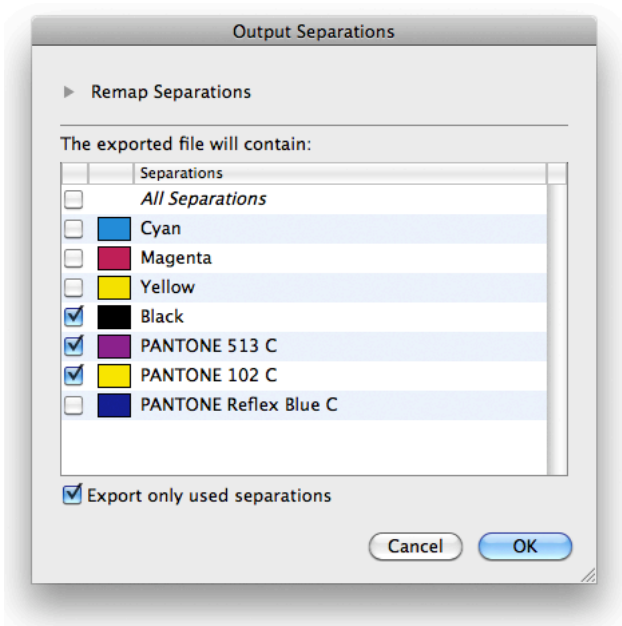 Output Separations
Remap Separations
The exported file will contain:
Separations
All Separations
Cyan
Magenta
Yellow
Black
PANTONE 513 C
PANTONE 102 C
PANTONE Reflex Blue C
Export only used separations
Cancel OK